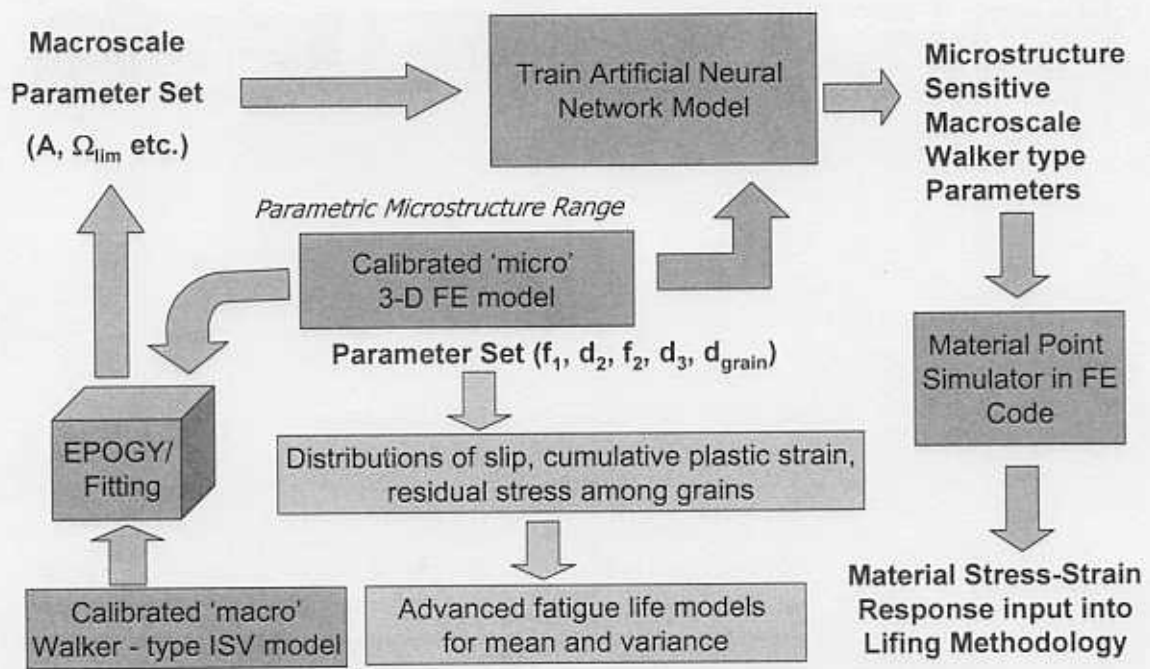 Macroscale
Parameter Set
(A, Ωlim etc.)
Train Artificial Neural
Network Model
Microstructure
Sensitive
Macroscale
Walker type
Parameters
Parametric Microstructure Range
Calibrated 'micro'
3-D FE model
Parameter Set (f1, d2, f2, d3, dgrain)
Material Point
Simulator in FE
Code
EPOGY/
Fitting
Distributions of slip, cumulative plastic strain,
residual stress among grains
Calibrated 'macro'
Walker - type ISV model
Advanced fatigue life models
for mean and variance
Material Stress-Strain
Response input into
Lifing Methodology